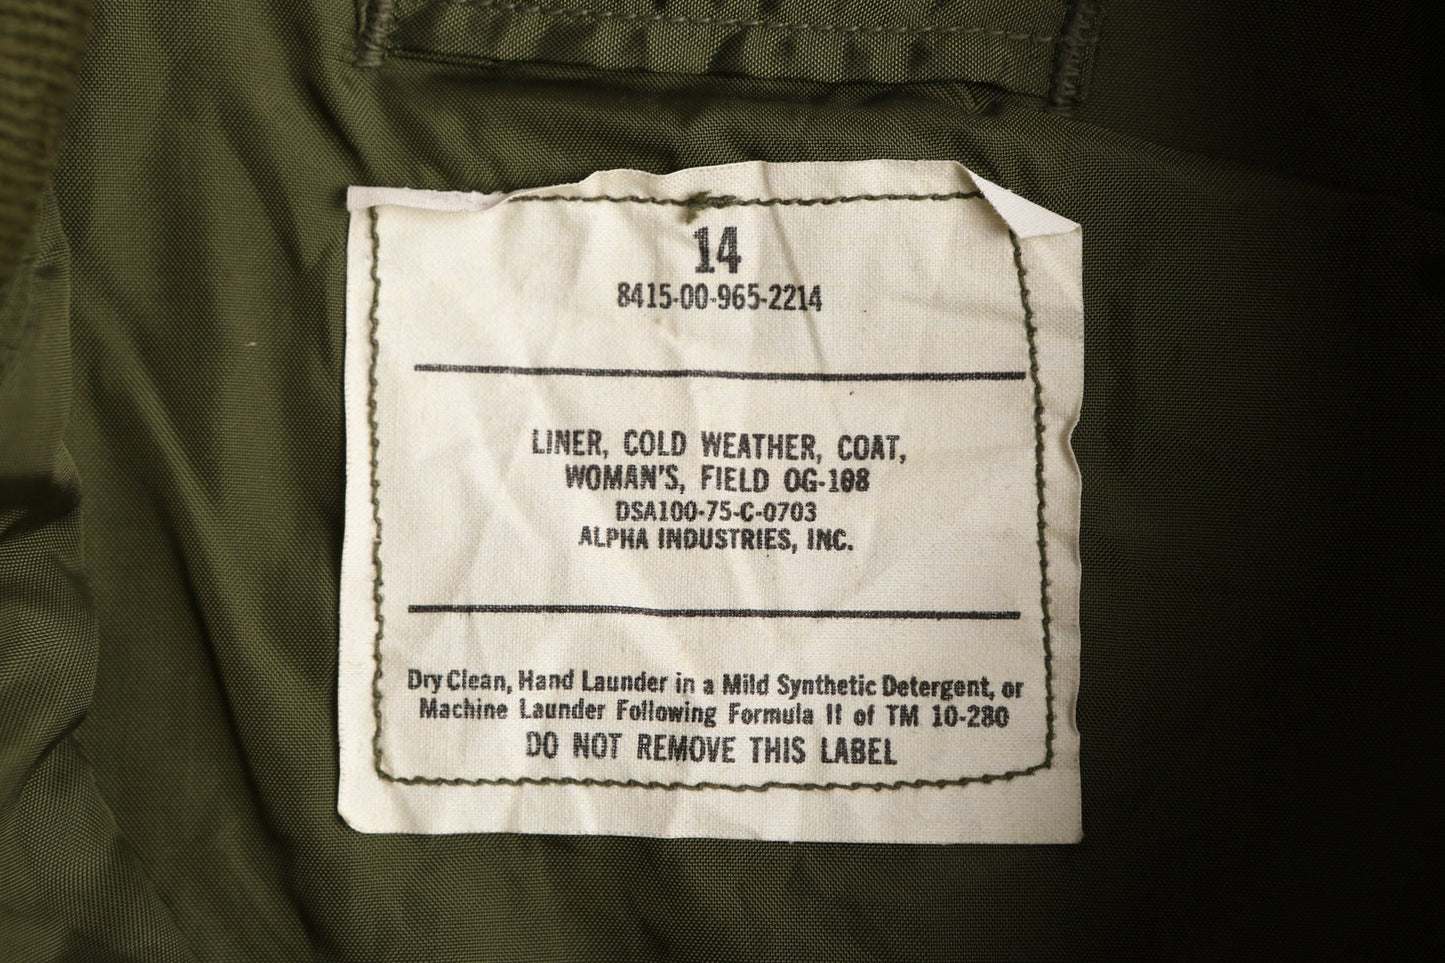 14
8415-00-965-2214
LINER, COLD WEATHER, COAT,
WOMAN'S, FIELD OG-108
DSA100-75-C-0703
ALPHA INDUSTRIES, INC.
Dry Clean, Hand Launder in a Mild Synthetic Detergent, or
Machine Launder Following Formula II of TM 10-280
DO NOT REMOVE THIS LABEL